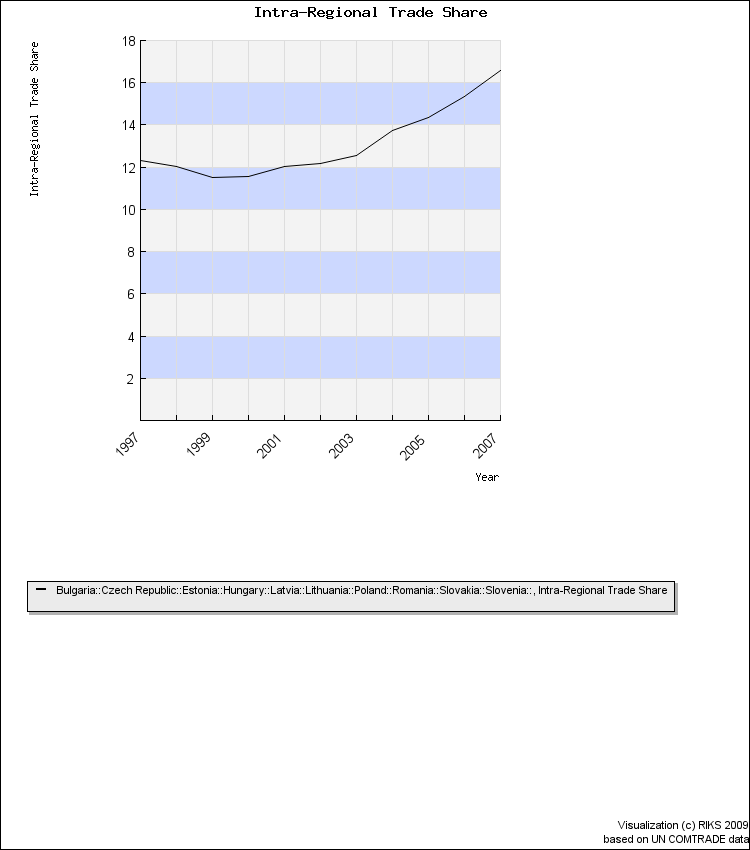 Intra-Regional Trade Share
Intra-Regional Trade Share
18
16
14
12
10
8
6
4
2
1997
1999
2001
2003
2005
2007
Year
Bulgaria::Czech Republic::Estonia::Hungary::Latvia::Lithuania::Poland::Romania::Slovakia::Slovenia::, Intra-Regional Trade Share
Visualization (c) RIKS 2009
based on UN COMTRADE data